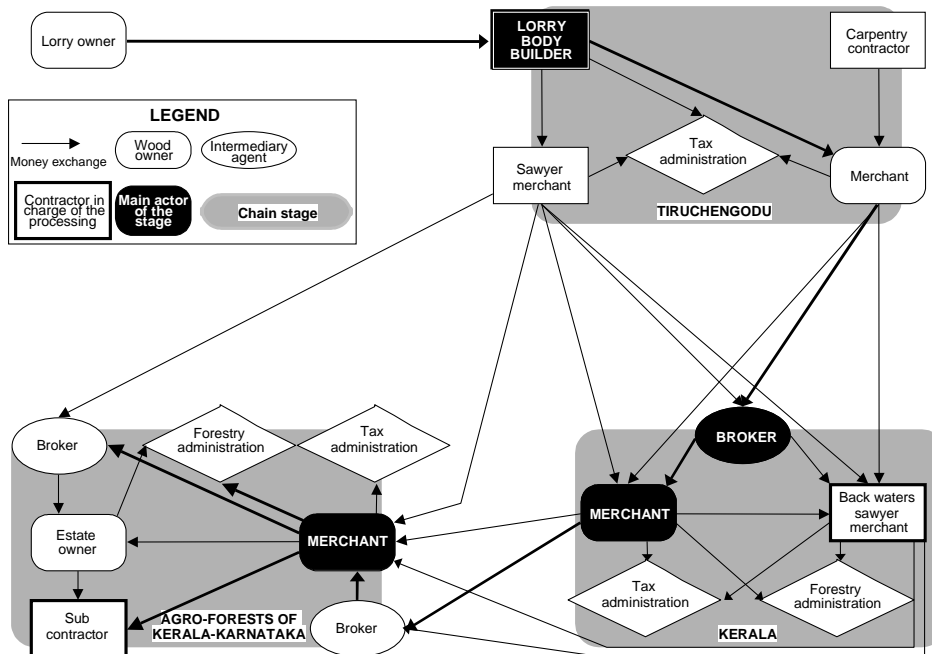 Lorry owner
LORRY
BODY
BUILDER
Carpentry
contractor
LEGEND
Money exchange
Wood
owner
Intermediary
agent
Contractor in
charge of the
processing
Main actor
of the
stage
Chain stage
Sawyer
merchant
Tax
administration
Merchant
TIRUCHENGODU
Broker
Forestry
administration
Tax
administration
BROKER
Estate
owner
MERCHANT
MERCHANT
Back waters
sawyer
merchant
Sub
contractor
AGRO-FORESTS OF
KERALA-KARNATAKA
Broker
Tax
administration
Forestry
administration
KERALA